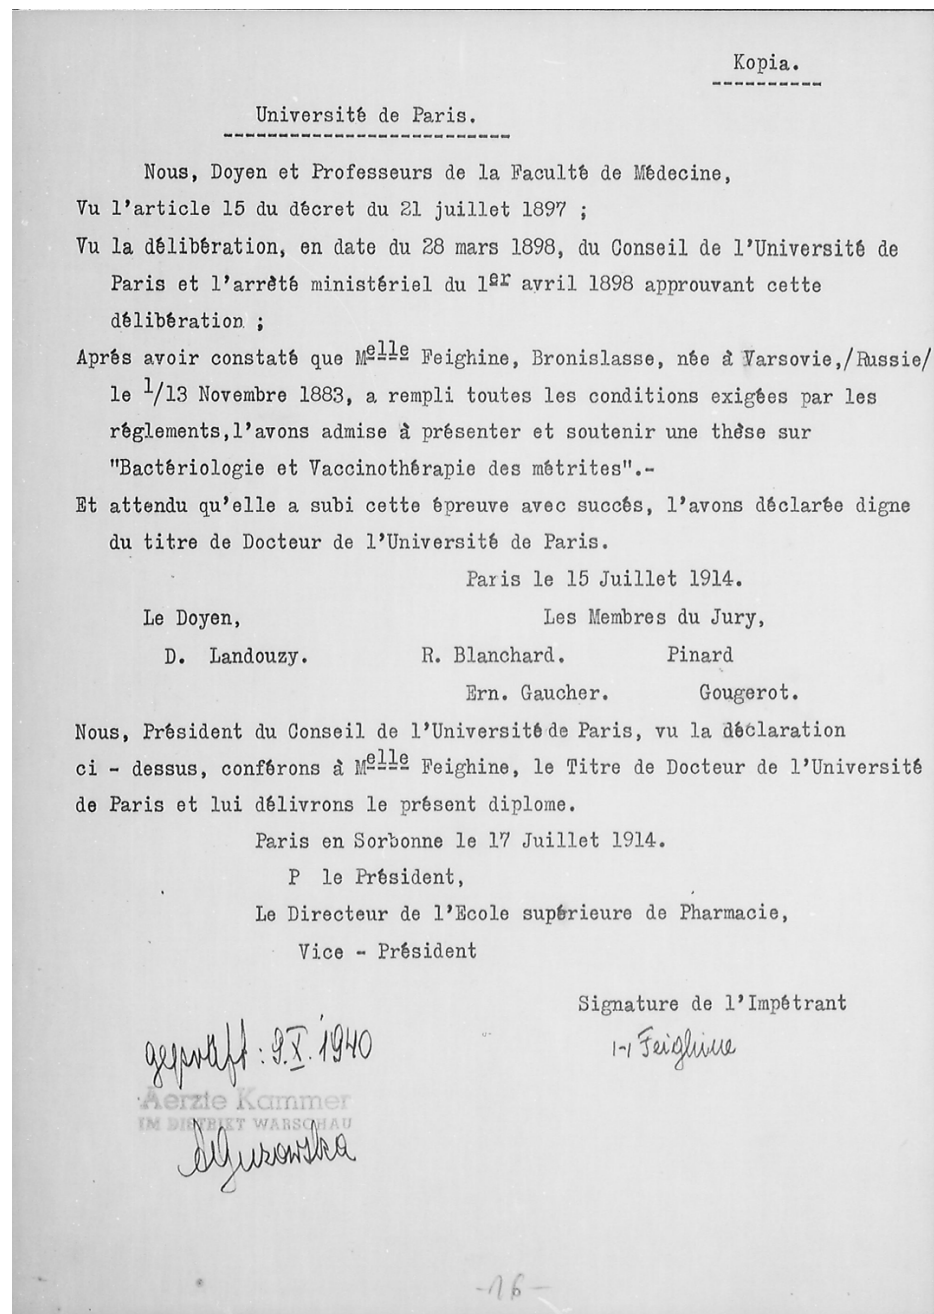 Kopia.
Université de Paris.
Nous, Doyen et Professeurs de la Faculté de Médecine,
Vu l'article 15 du décret du 21 juillet 1897 ;
Vu la délibération, en date du 28 mars 1898, du Conseil de l'Université de
Paris et l'arrêté ministériel du 1er avril 1898 approuvant cette
délibération ;
Aprés avoir constaté que Melle Feighine, Bronislasse, née à Varsovie,/Russie/
le 1/13 Novembre 1883, a rempli toutes les conditions exigées par les
réglements,l'avons admise à présenter et soutenir une thèse sur
"Bactériologie et Vaccinothérapie des métrites".-
Et attendu qu'elle a subi cette épreuve avec succés, l'avons déclarée digne
du titre de Docteur de l'Université de Paris.
Paris le 15 Juillet 1914.
Le Doyen, Les Membres du Jury,
D. Landouzy. R. Blanchard. Pinard
Ern. Gaucher. Gougerot.
Nous, Président du Conseil de l'Université de Paris, vu la déclaration
ci - dessus, conférons à Melle Feighine, le Titre de Docteur de l'Université
de Paris et lui délivrons le présent diplome.
Paris en Sorbonne le 17 Juillet 1914.
P le Président,
Le Directeur de l'Ecole supérieure de Pharmacie,
Vice - Président
Signature de l'Impétrant
/-/ Feighine
geprüft : 9.X.1940
Aerzte Kammer
IM DISTRIKT WARSCHAU
-16-